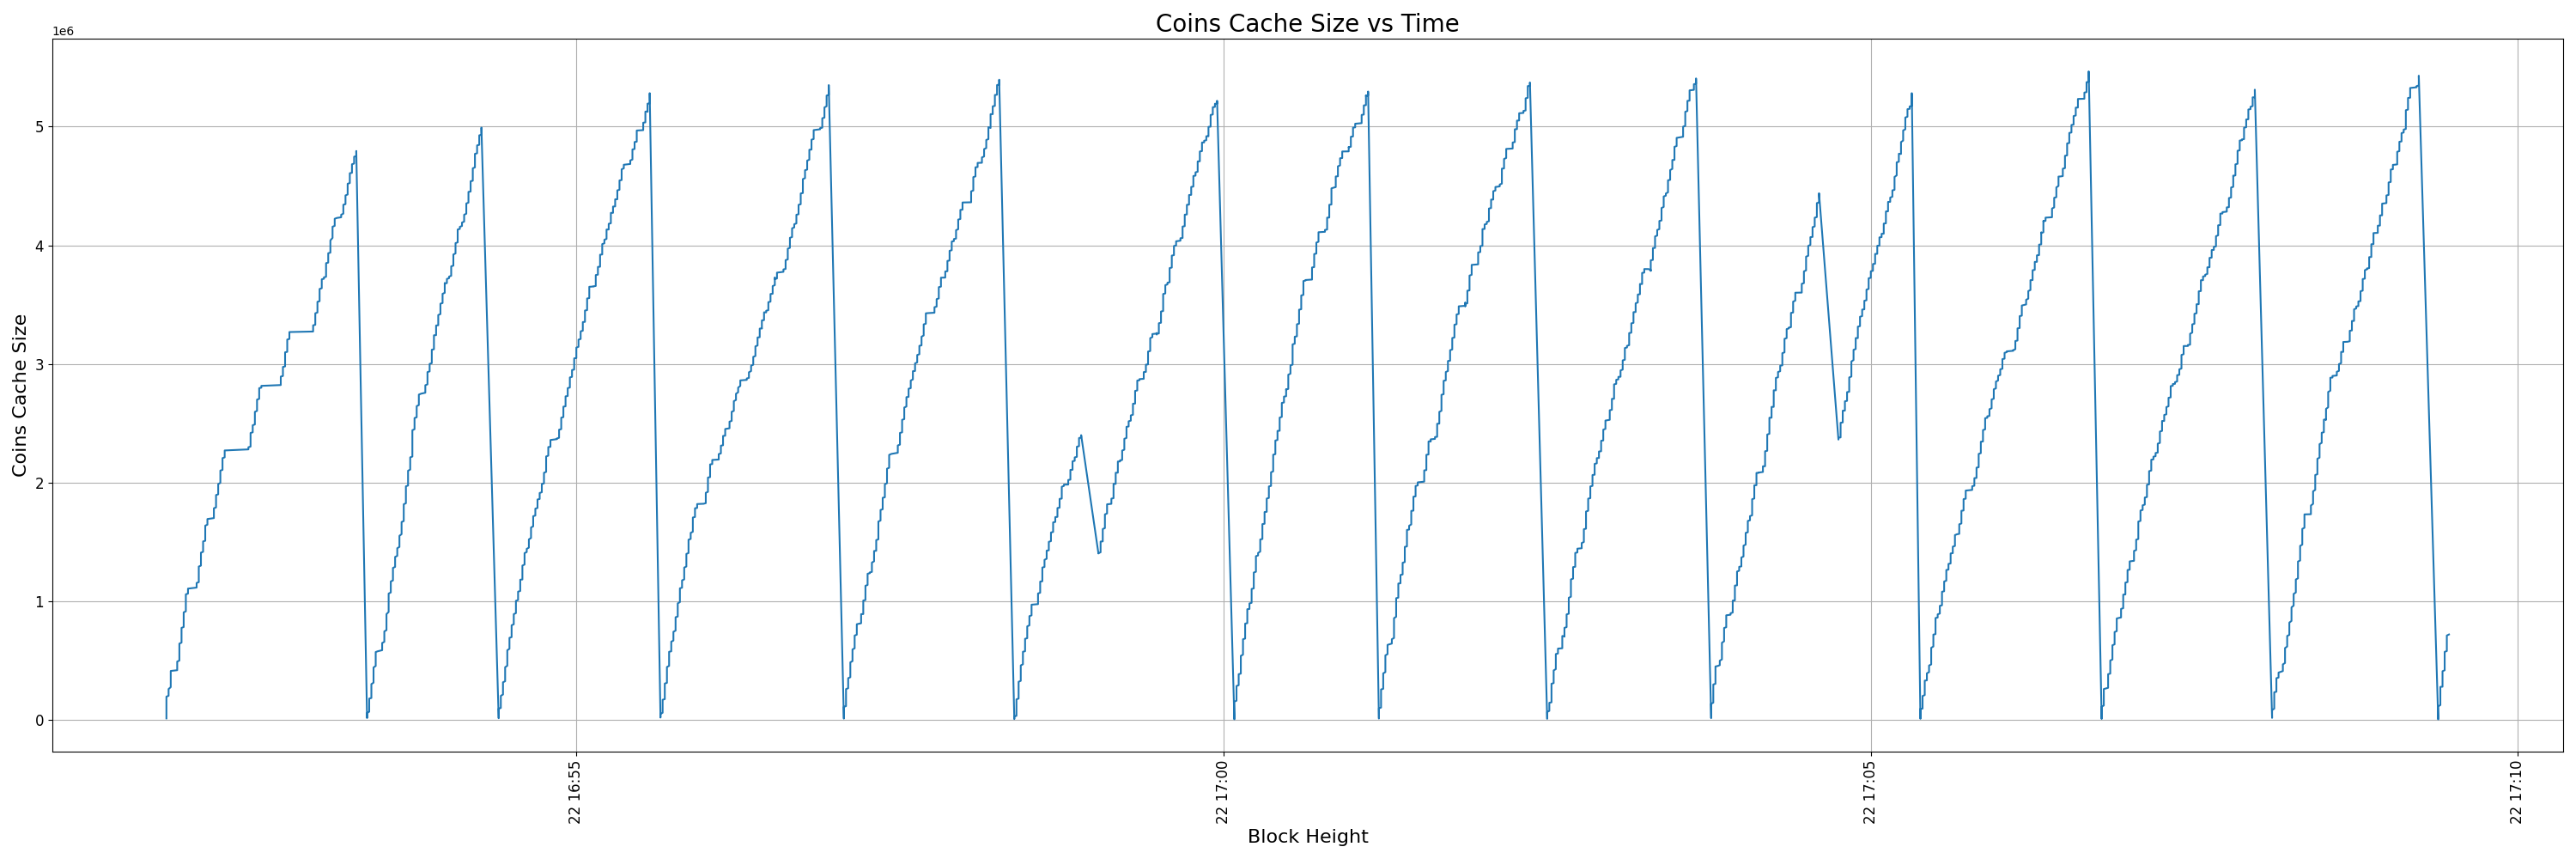 Coins Cache Size vs Time
1e6
5
4
3
2
1
0
Coins Cache Size
22 16:55
22 17:00
22 17:05
22 17:10
Block Height